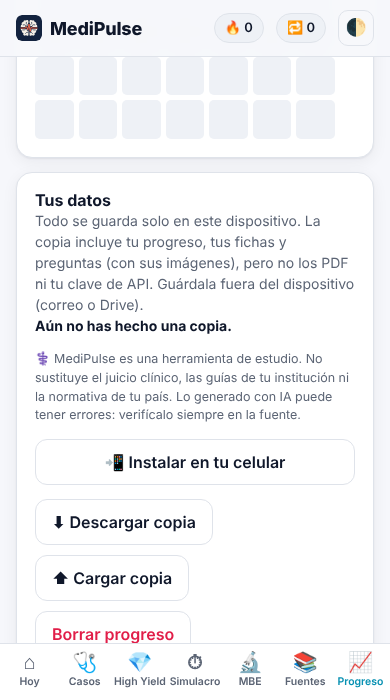 MediPulse
🔥 0
🔁 0
Tus datos
Todo se guarda solo en este dispositivo. La
copia incluye tu progreso, tus fichas y
preguntas (con sus imágenes), pero no los PDF
ni tu clave de API. Guárdala fuera del dispositivo
(correo o Drive).
Aún no has hecho una copia.
⚕️ MediPulse es una herramienta de estudio. No
sustituye el juicio clínico, las guías de tu institución ni
la normativa de tu país. Lo generado con IA puede
tener errores: verifícalo siempre en la fuente.
📲 Instalar en tu celular
⬇ Descargar copia
⬆ Cargar copia
Borrar progreso
Hoy
Casos
High Yield
Simulacro
MBE
Fuentes
Progreso